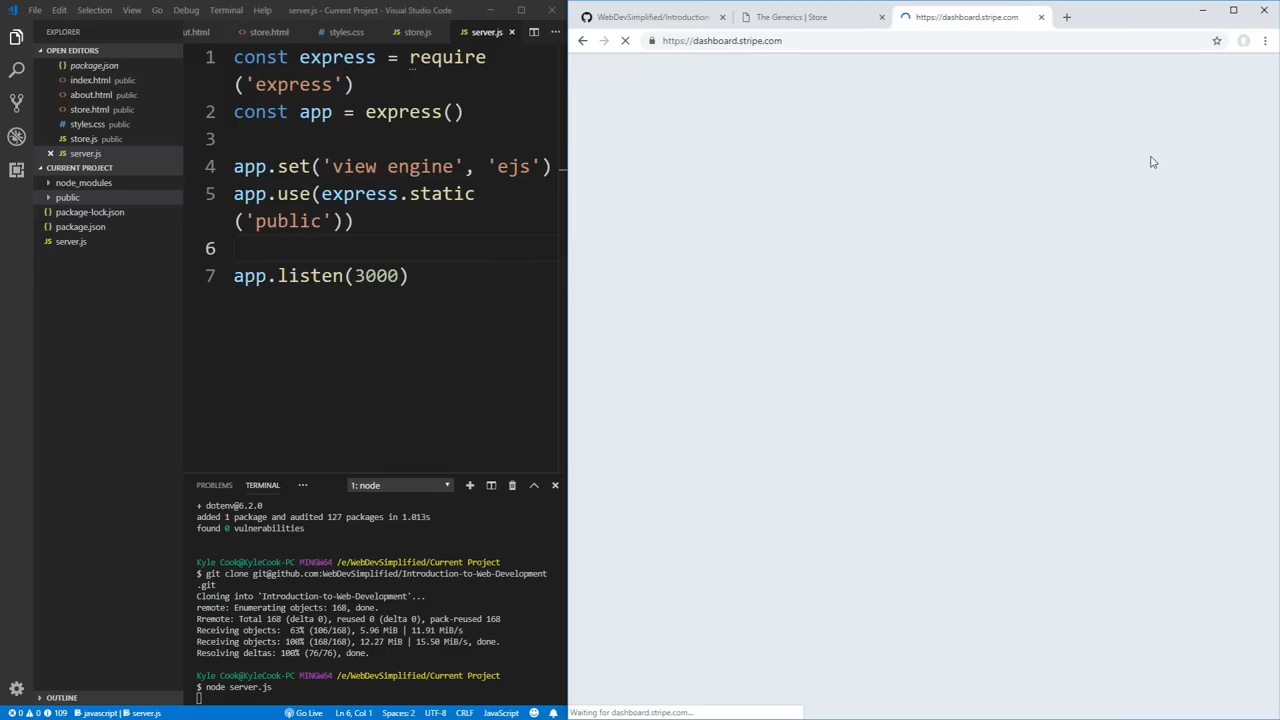 File Edit Selection View Go Debug Terminal Help server.js - Current Project - Visual Studio Code
EXPLORER
OPEN EDITORS
package.json
index.html public
about.html public
store.html public
styles.css public
store.js public
server.js
CURRENT PROJECT
node_modules
public
package-lock.json
package.json
server.js
OUTLINE
ut.html store.html styles.css store.js server.js
1 const express = require
('express')
2 const app = express()
3
4 app.set('view engine', 'ejs')
5 app.use(express.static
('public'))
6
7 app.listen(3000)
PROBLEMS TERMINAL ... 1: node
+ dotenv@6.2.0
added 1 package and audited 127 packages in 1.013s
found 0 vulnerabilities
Kyle Cook@KyleCook-PC MINGW64 /e/WebDevSimplified/Current Project
$ git clone git@github.com:WebDevSimplified/Introduction-to-Web-Development
.git
Cloning into 'Introduction-to-Web-Development'...
remote: Enumerating objects: 168, done.
Rremote: Total 168 (delta 0), reused 0 (delta 0), pack-reused 168
Receiving objects: 63% (106/168), 5.96 MiB | 11.91 MiB/s
Receiving objects: 100% (168/168), 12.27 MiB | 15.50 MiB/s, done.
Resolving deltas: 100% (76/76), done.
Kyle Cook@KyleCook-PC MINGW64 /e/WebDevSimplified/Current Project
$ node server.js
0 0 109 javascript | server.js Go Live Ln 6, Col 1 Spaces: 2 UTF-8 CRLF JavaScript
WebDevSimplified/Introduction- The Generics | Store https://dashboard.stripe.com
https://dashboard.stripe.com
Waiting for dashboard.stripe.com...